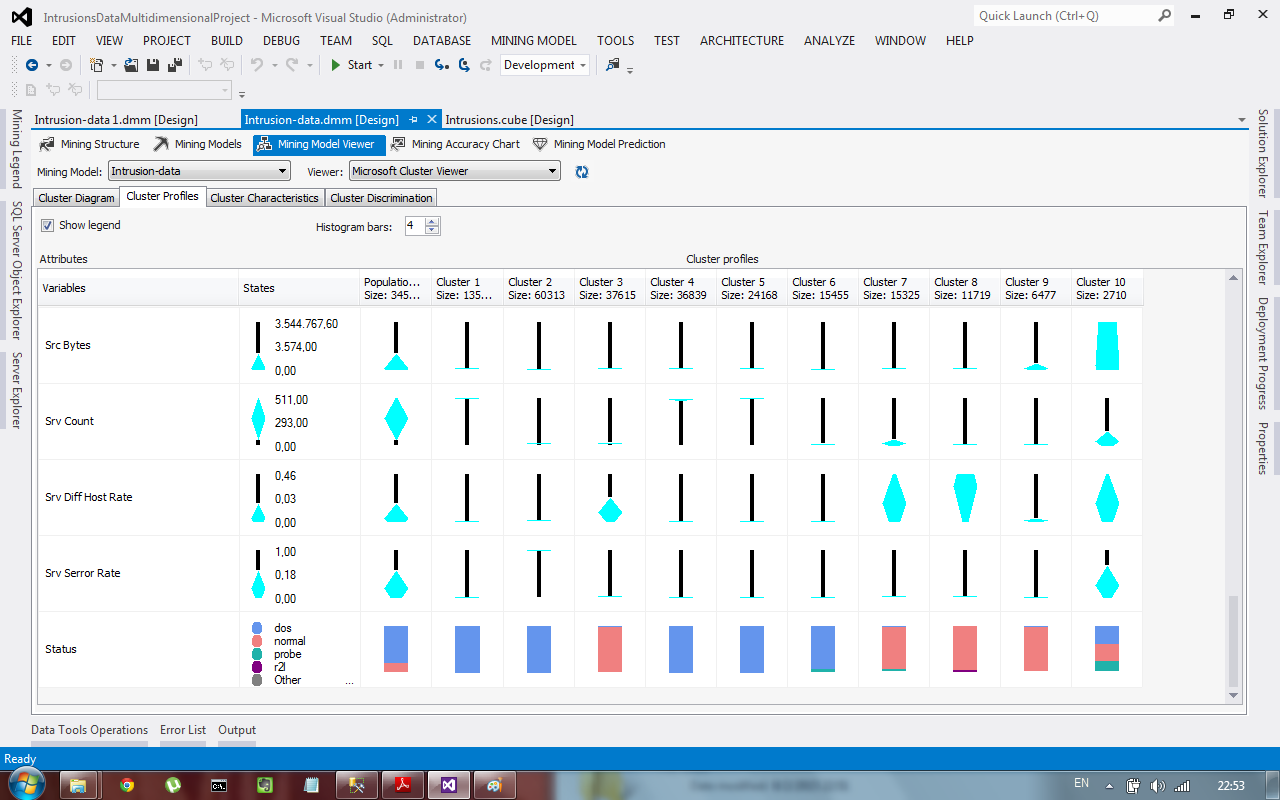 IntrusionsDataMultidimensionalProject - Microsoft Visual Studio (Administrator)
Quick Launch (Ctrl+Q)
FILE EDIT VIEW PROJECT BUILD DEBUG TEAM SQL DATABASE MINING MODEL TOOLS TEST ARCHITECTURE ANALYZE WINDOW HELP
Start Development
Intrusion-data 1.dmm [Design] Intrusion-data.dmm [Design] Intrusions.cube [Design]
Mining Structure Mining Models Mining Model Viewer Mining Accuracy Chart Mining Model Prediction
Mining Model: Intrusion-data Viewer: Microsoft Cluster Viewer
Cluster Diagram Cluster Profiles Cluster Characteristics Cluster Discrimination
Show legend Histogram bars: 4
Attributes Cluster profiles
Variables States
Populatio... Cluster 1 Cluster 2 Cluster 3 Cluster 4 Cluster 5 Cluster 6 Cluster 7 Cluster 8 Cluster 9 Cluster 10
Size: 345... Size: 135... Size: 60313 Size: 37615 Size: 36839 Size: 24168 Size: 15455 Size: 15325 Size: 11719 Size: 6477 Size: 2710
Src Bytes
3.544.767,60
3.574,00
0,00
Srv Count
511,00
293,00
0,00
Srv Diff Host Rate
0,46
0,03
0,00
Srv Serror Rate
1,00
0,18
0,00
Status
dos
normal
probe
r2l
Other ...
Mining Legend
SQL Server Object Explorer
Server Explorer
Solution Explorer
Team Explorer
Deployment Progress
Properties
Data Tools Operations Error List Output
Ready
EN 22:53